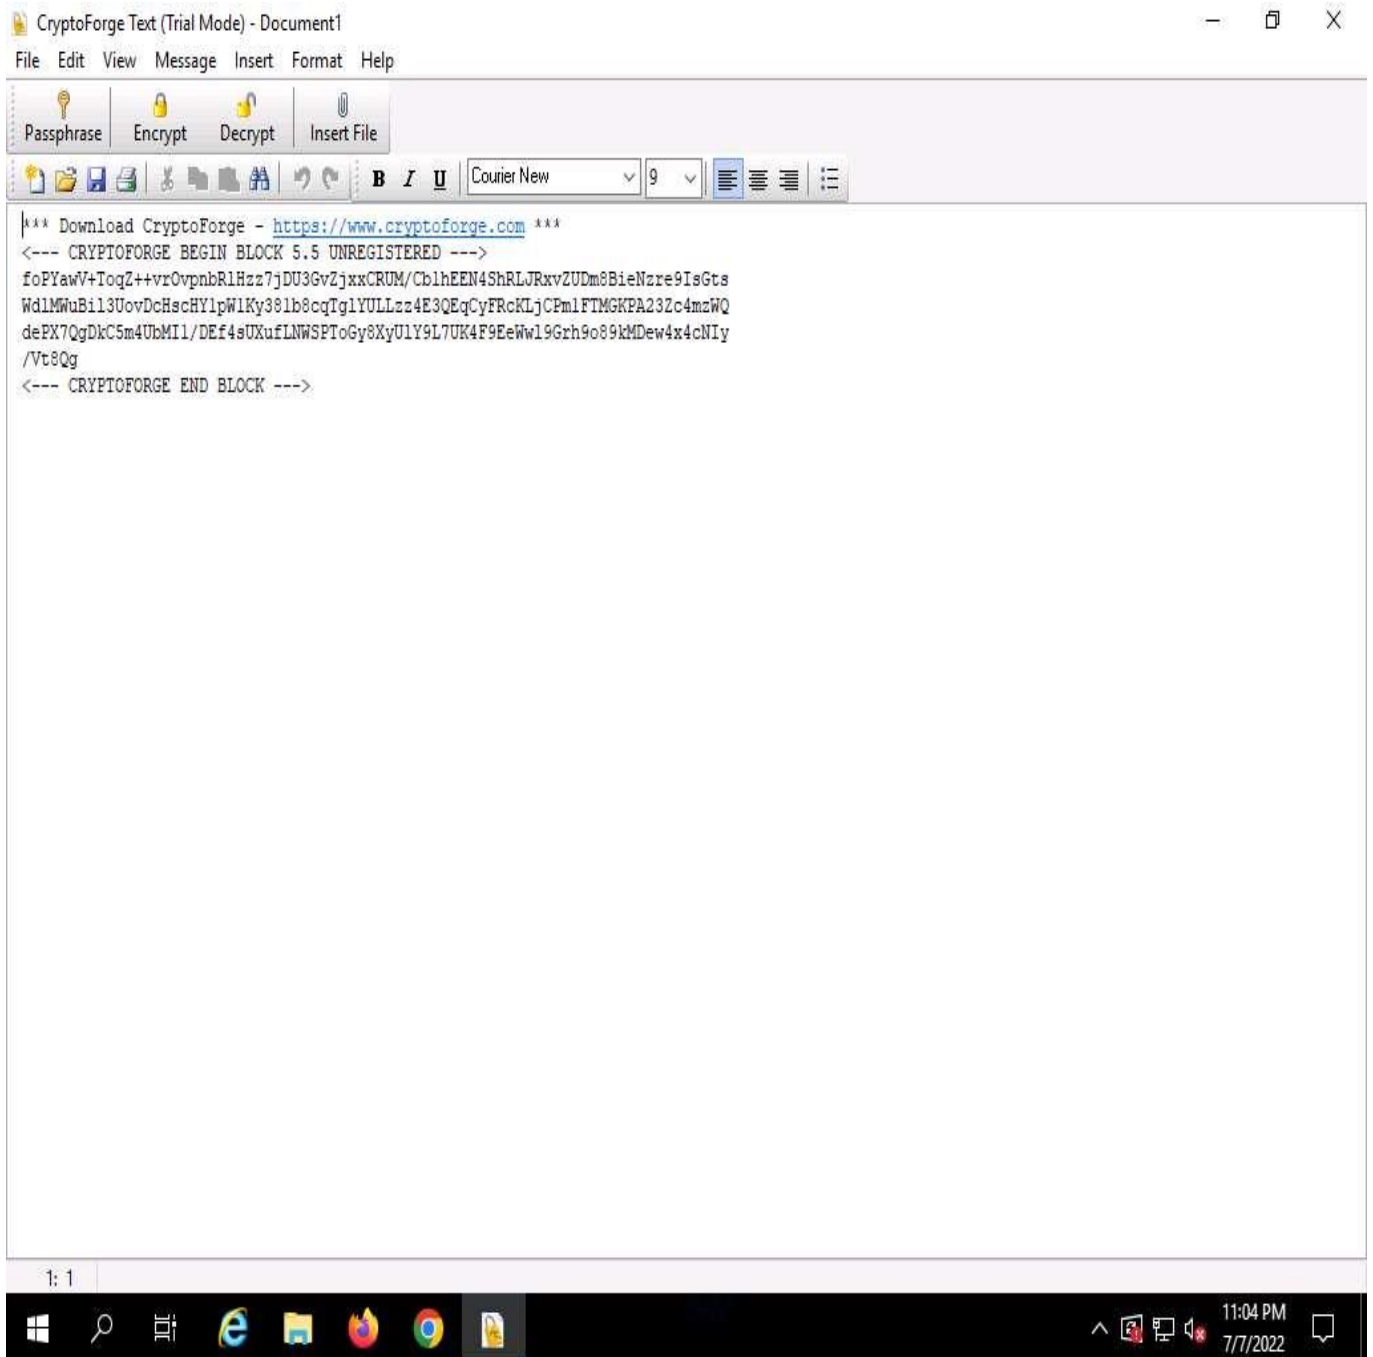 CryptoForge Text (Trial Mode) - Document1
File Edit View Message Insert Format Help
Passphrase Encrypt Decrypt Insert File
B I U Courier New 9
*** Download CryptoForge - https://www.cryptoforge.com ***
<--- CRYPTOFORGE BEGIN BLOCK 5.5 UNREGISTERED --->
foPYawV+ToqZ++vrOvpnbRlHzz7jDU3GvZjxxCRUM/CblhEEN4ShRLJRxvZUDm8BieNzre9IsGts
WdlMWuBil3UovDcHscHYlpWlKy381b8cqTglYULLzz4E3QEqCyFRcKLjCPmlFTMGKPA23Zc4mzWQ
dePX7QgDkC5m4UbMIl/DEf4sUXufLNWSPToGy8XyUlY9L7UK4F9EeWwl9Grh9o89kMDew4x4cNIy
/Vt8Qg
<--- CRYPTOFORGE END BLOCK --->
1: 1
11:04 PM
7/7/2022